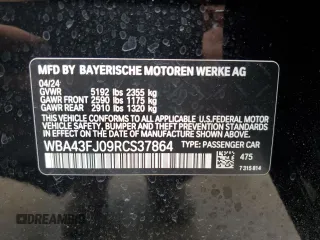 MFD BY BAYERISCHE MOTOREN WERKE AG
04/24
GVWR 5192 lbs 2355 kg
GAWR FRONT 2590 lbs 1175 kg
GAWR REAR 2910 lbs 1320 kg
THIS VEHICLE CONFORMS TO ALL APPLICABLE
FEDERAL MOTOR VEHICLE SAFETY, BUMPER, AND
THEFT PREVENTION STANDARDS IN EFFECT ON
THE DATE OF MANUFACTURE SHOWN ABOVE.
WBA43FJ09RCS37864 TYPE: PASSENGER CAR
475
7 315 814
DREAMBID